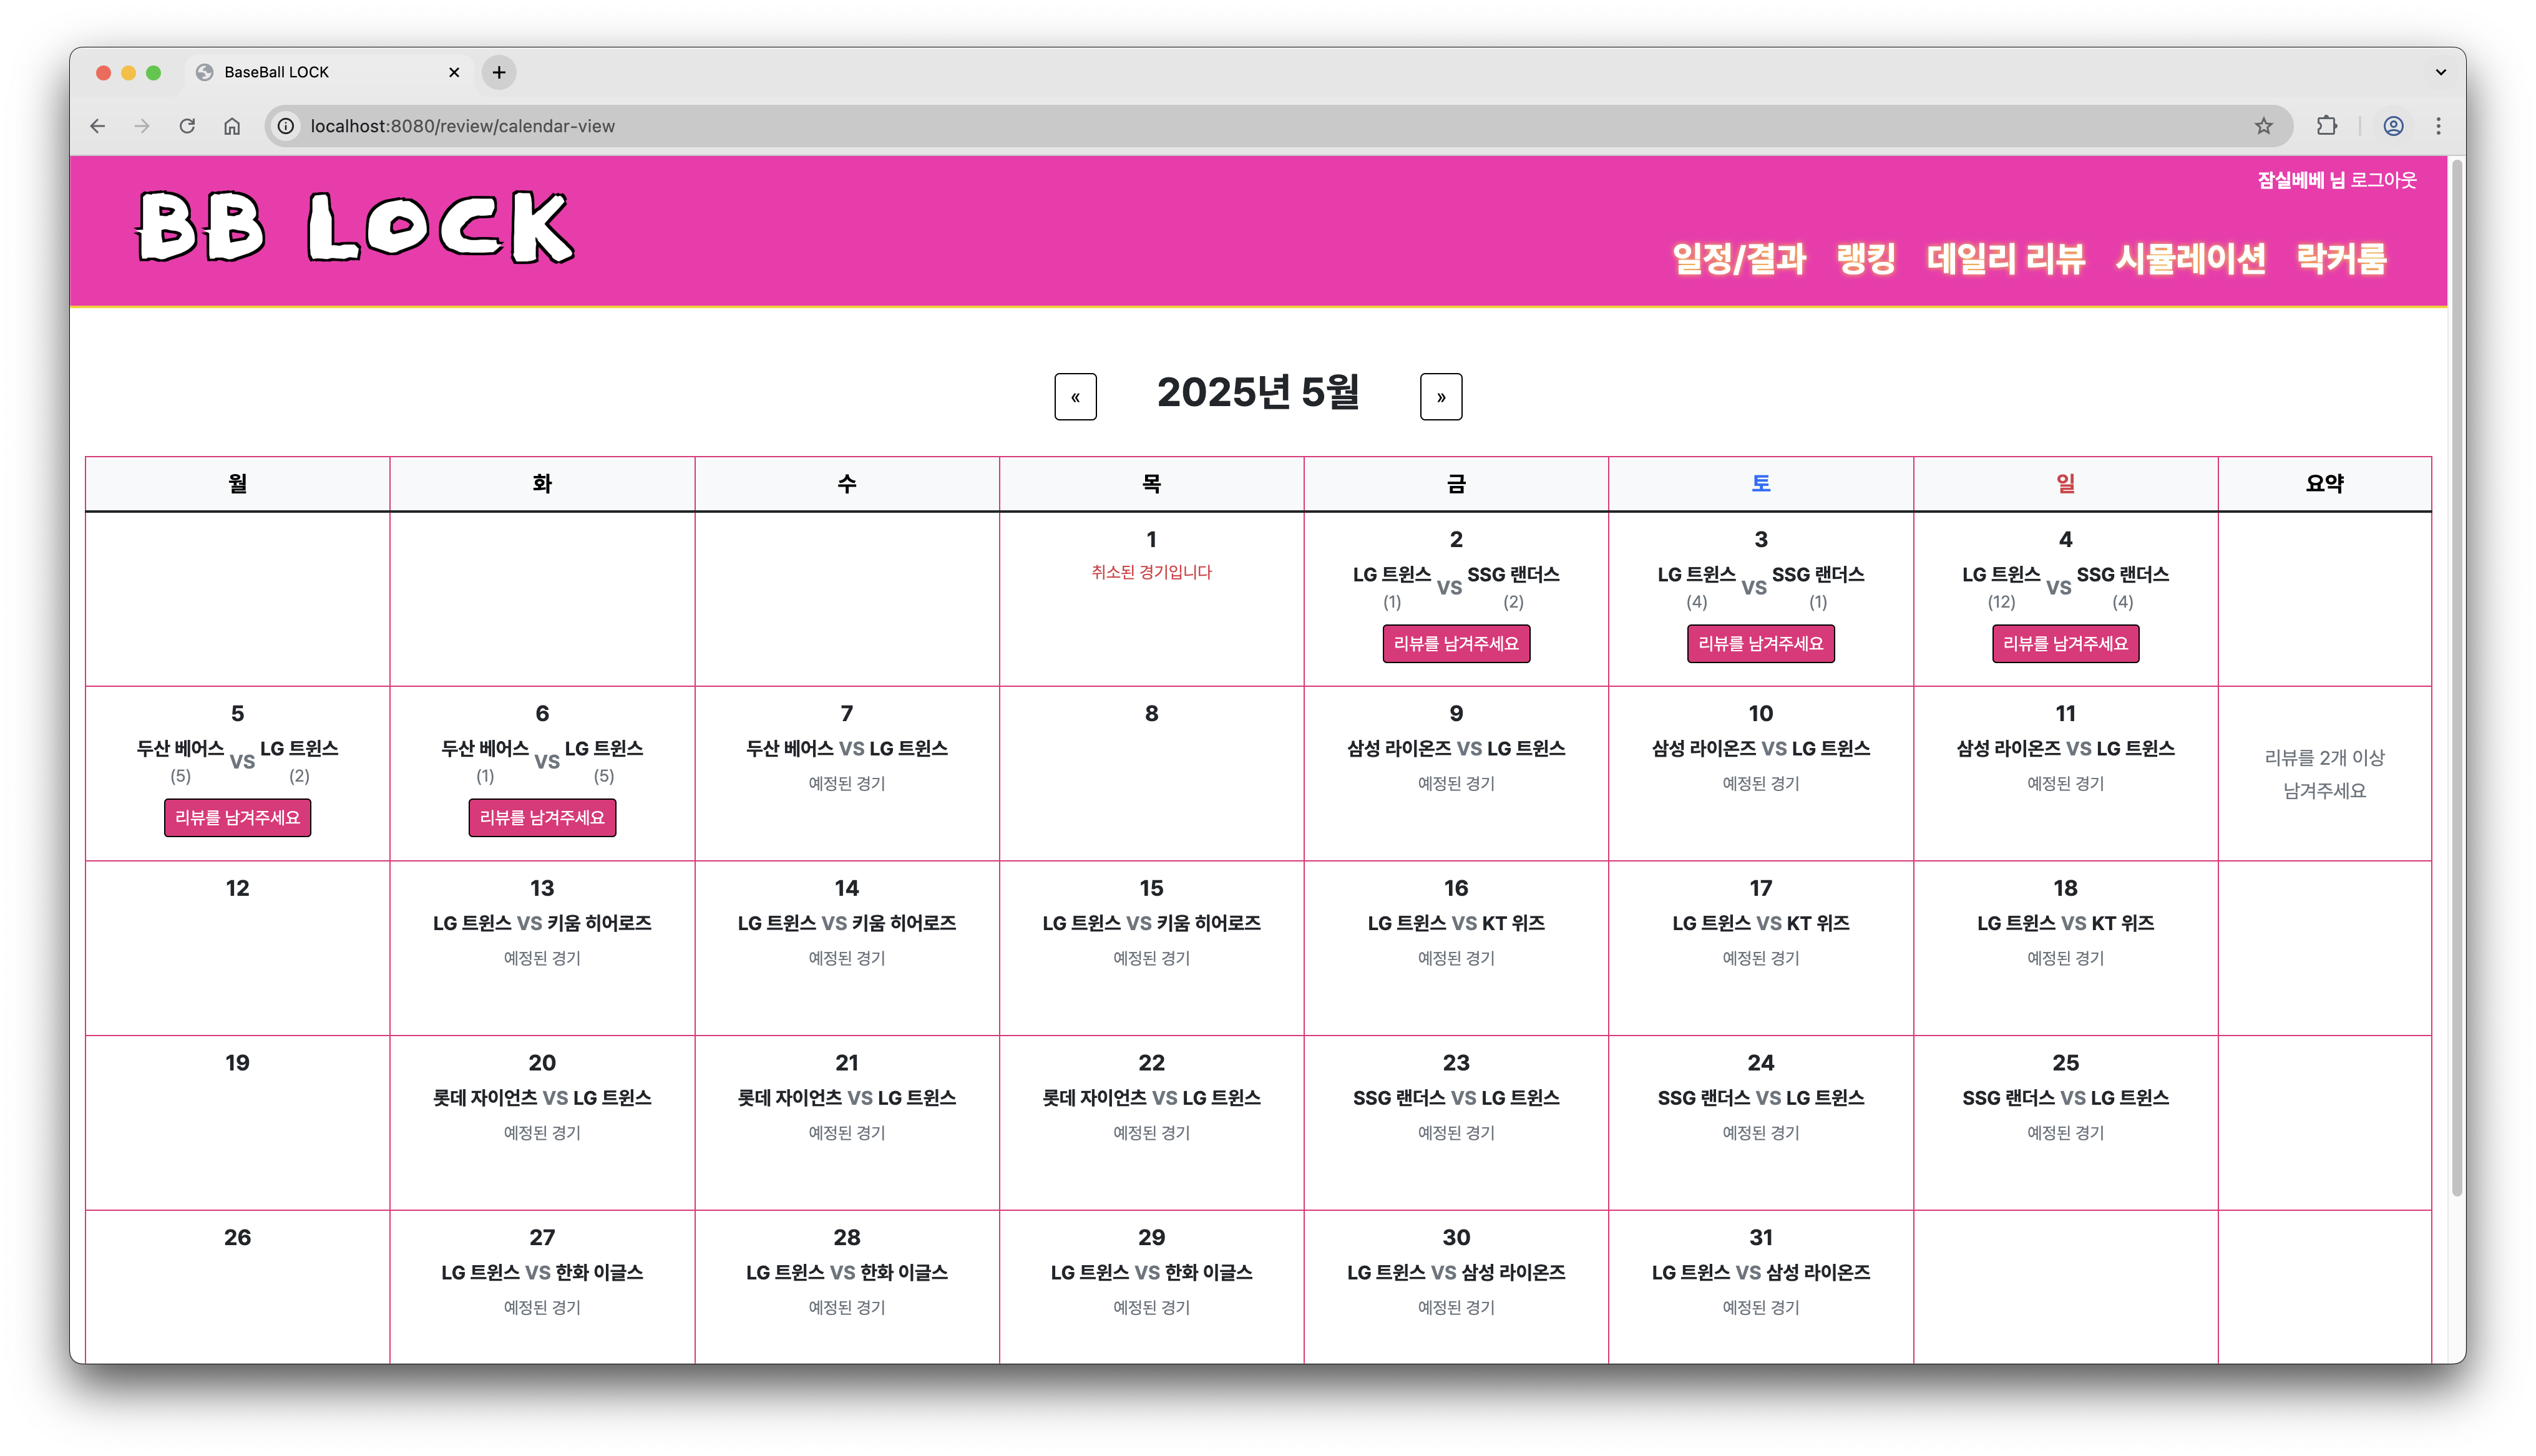 BaseBall LOCK
localhost:8080/review/calendar-view
잠실베베 님 로그아웃
BB LOCK
일정/결과 랭킹 데일리 리뷰 시뮬레이션 락커룸
« 2025년 5월 »
월 화 수 목 금 토 일 요약
1
취소된 경기입니다
2
LG 트윈스 VS SSG 랜더스
(1) (2)
리뷰를 남겨주세요
3
LG 트윈스 VS SSG 랜더스
(4) (1)
리뷰를 남겨주세요
4
LG 트윈스 VS SSG 랜더스
(12) (4)
리뷰를 남겨주세요
5
두산 베어스 VS LG 트윈스
(5) (2)
리뷰를 남겨주세요
6
두산 베어스 VS LG 트윈스
(1) (5)
리뷰를 남겨주세요
7
두산 베어스 VS LG 트윈스
예정된 경기
8
9
삼성 라이온즈 VS LG 트윈스
예정된 경기
10
삼성 라이온즈 VS LG 트윈스
예정된 경기
11
삼성 라이온즈 VS LG 트윈스
예정된 경기
리뷰를 2개 이상
남겨주세요
12
13
LG 트윈스 VS 키움 히어로즈
예정된 경기
14
LG 트윈스 VS 키움 히어로즈
예정된 경기
15
LG 트윈스 VS 키움 히어로즈
예정된 경기
16
LG 트윈스 VS KT 위즈
예정된 경기
17
LG 트윈스 VS KT 위즈
예정된 경기
18
LG 트윈스 VS KT 위즈
예정된 경기
19
20
롯데 자이언츠 VS LG 트윈스
예정된 경기
21
롯데 자이언츠 VS LG 트윈스
예정된 경기
22
롯데 자이언츠 VS LG 트윈스
예정된 경기
23
SSG 랜더스 VS LG 트윈스
예정된 경기
24
SSG 랜더스 VS LG 트윈스
예정된 경기
25
SSG 랜더스 VS LG 트윈스
예정된 경기
26
27
LG 트윈스 VS 한화 이글스
예정된 경기
28
LG 트윈스 VS 한화 이글스
예정된 경기
29
LG 트윈스 VS 한화 이글스
예정된 경기
30
LG 트윈스 VS 삼성 라이온즈
예정된 경기
31
LG 트윈스 VS 삼성 라이온즈
예정된 경기